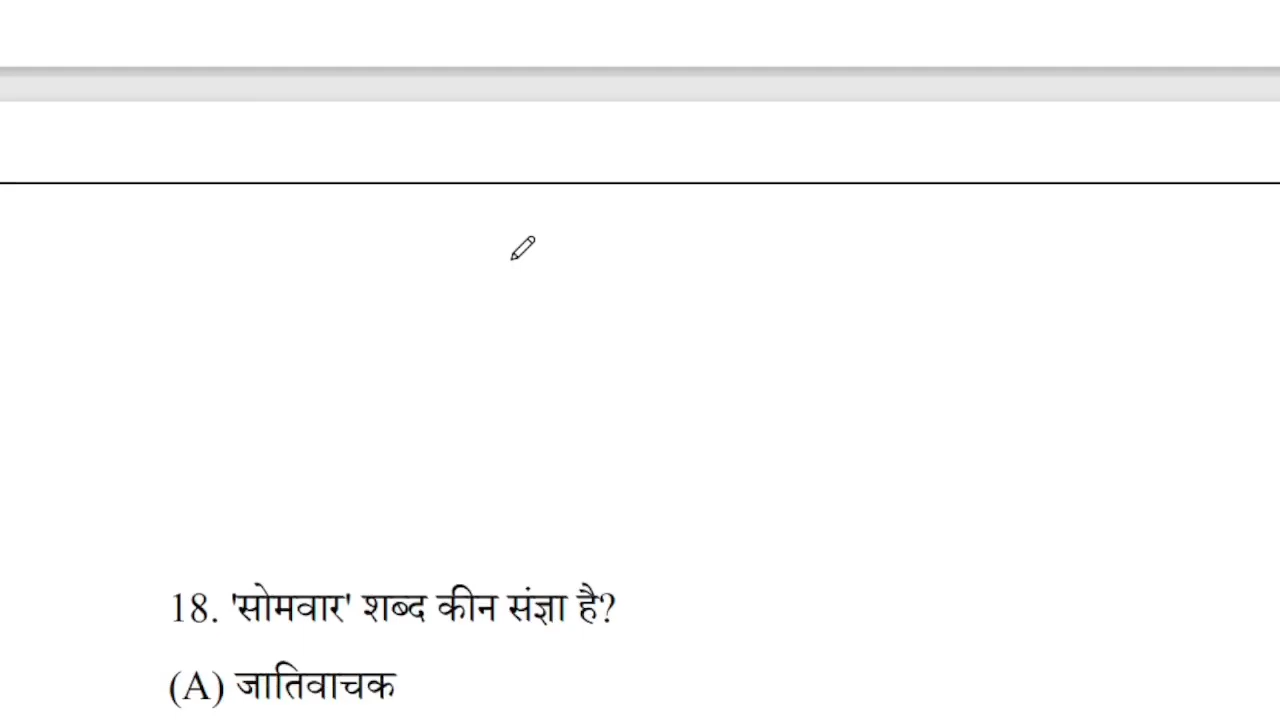 18. 'सोमवार' शब्द कीन संज्ञा है?
(A) जातिवाचक